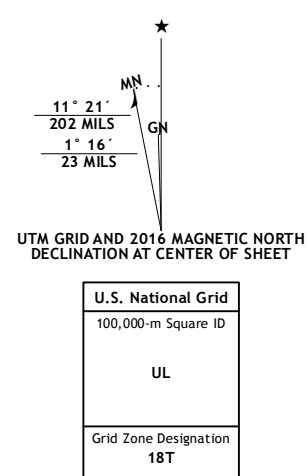 ★
MN
11° 21´
202 MILS
GN
1° 16´
23 MILS
UTM GRID AND 2016 MAGNETIC NORTH
DECLINATION AT CENTER OF SHEET
U.S. National Grid
100,000-m Square ID
UL
Grid Zone Designation
18T